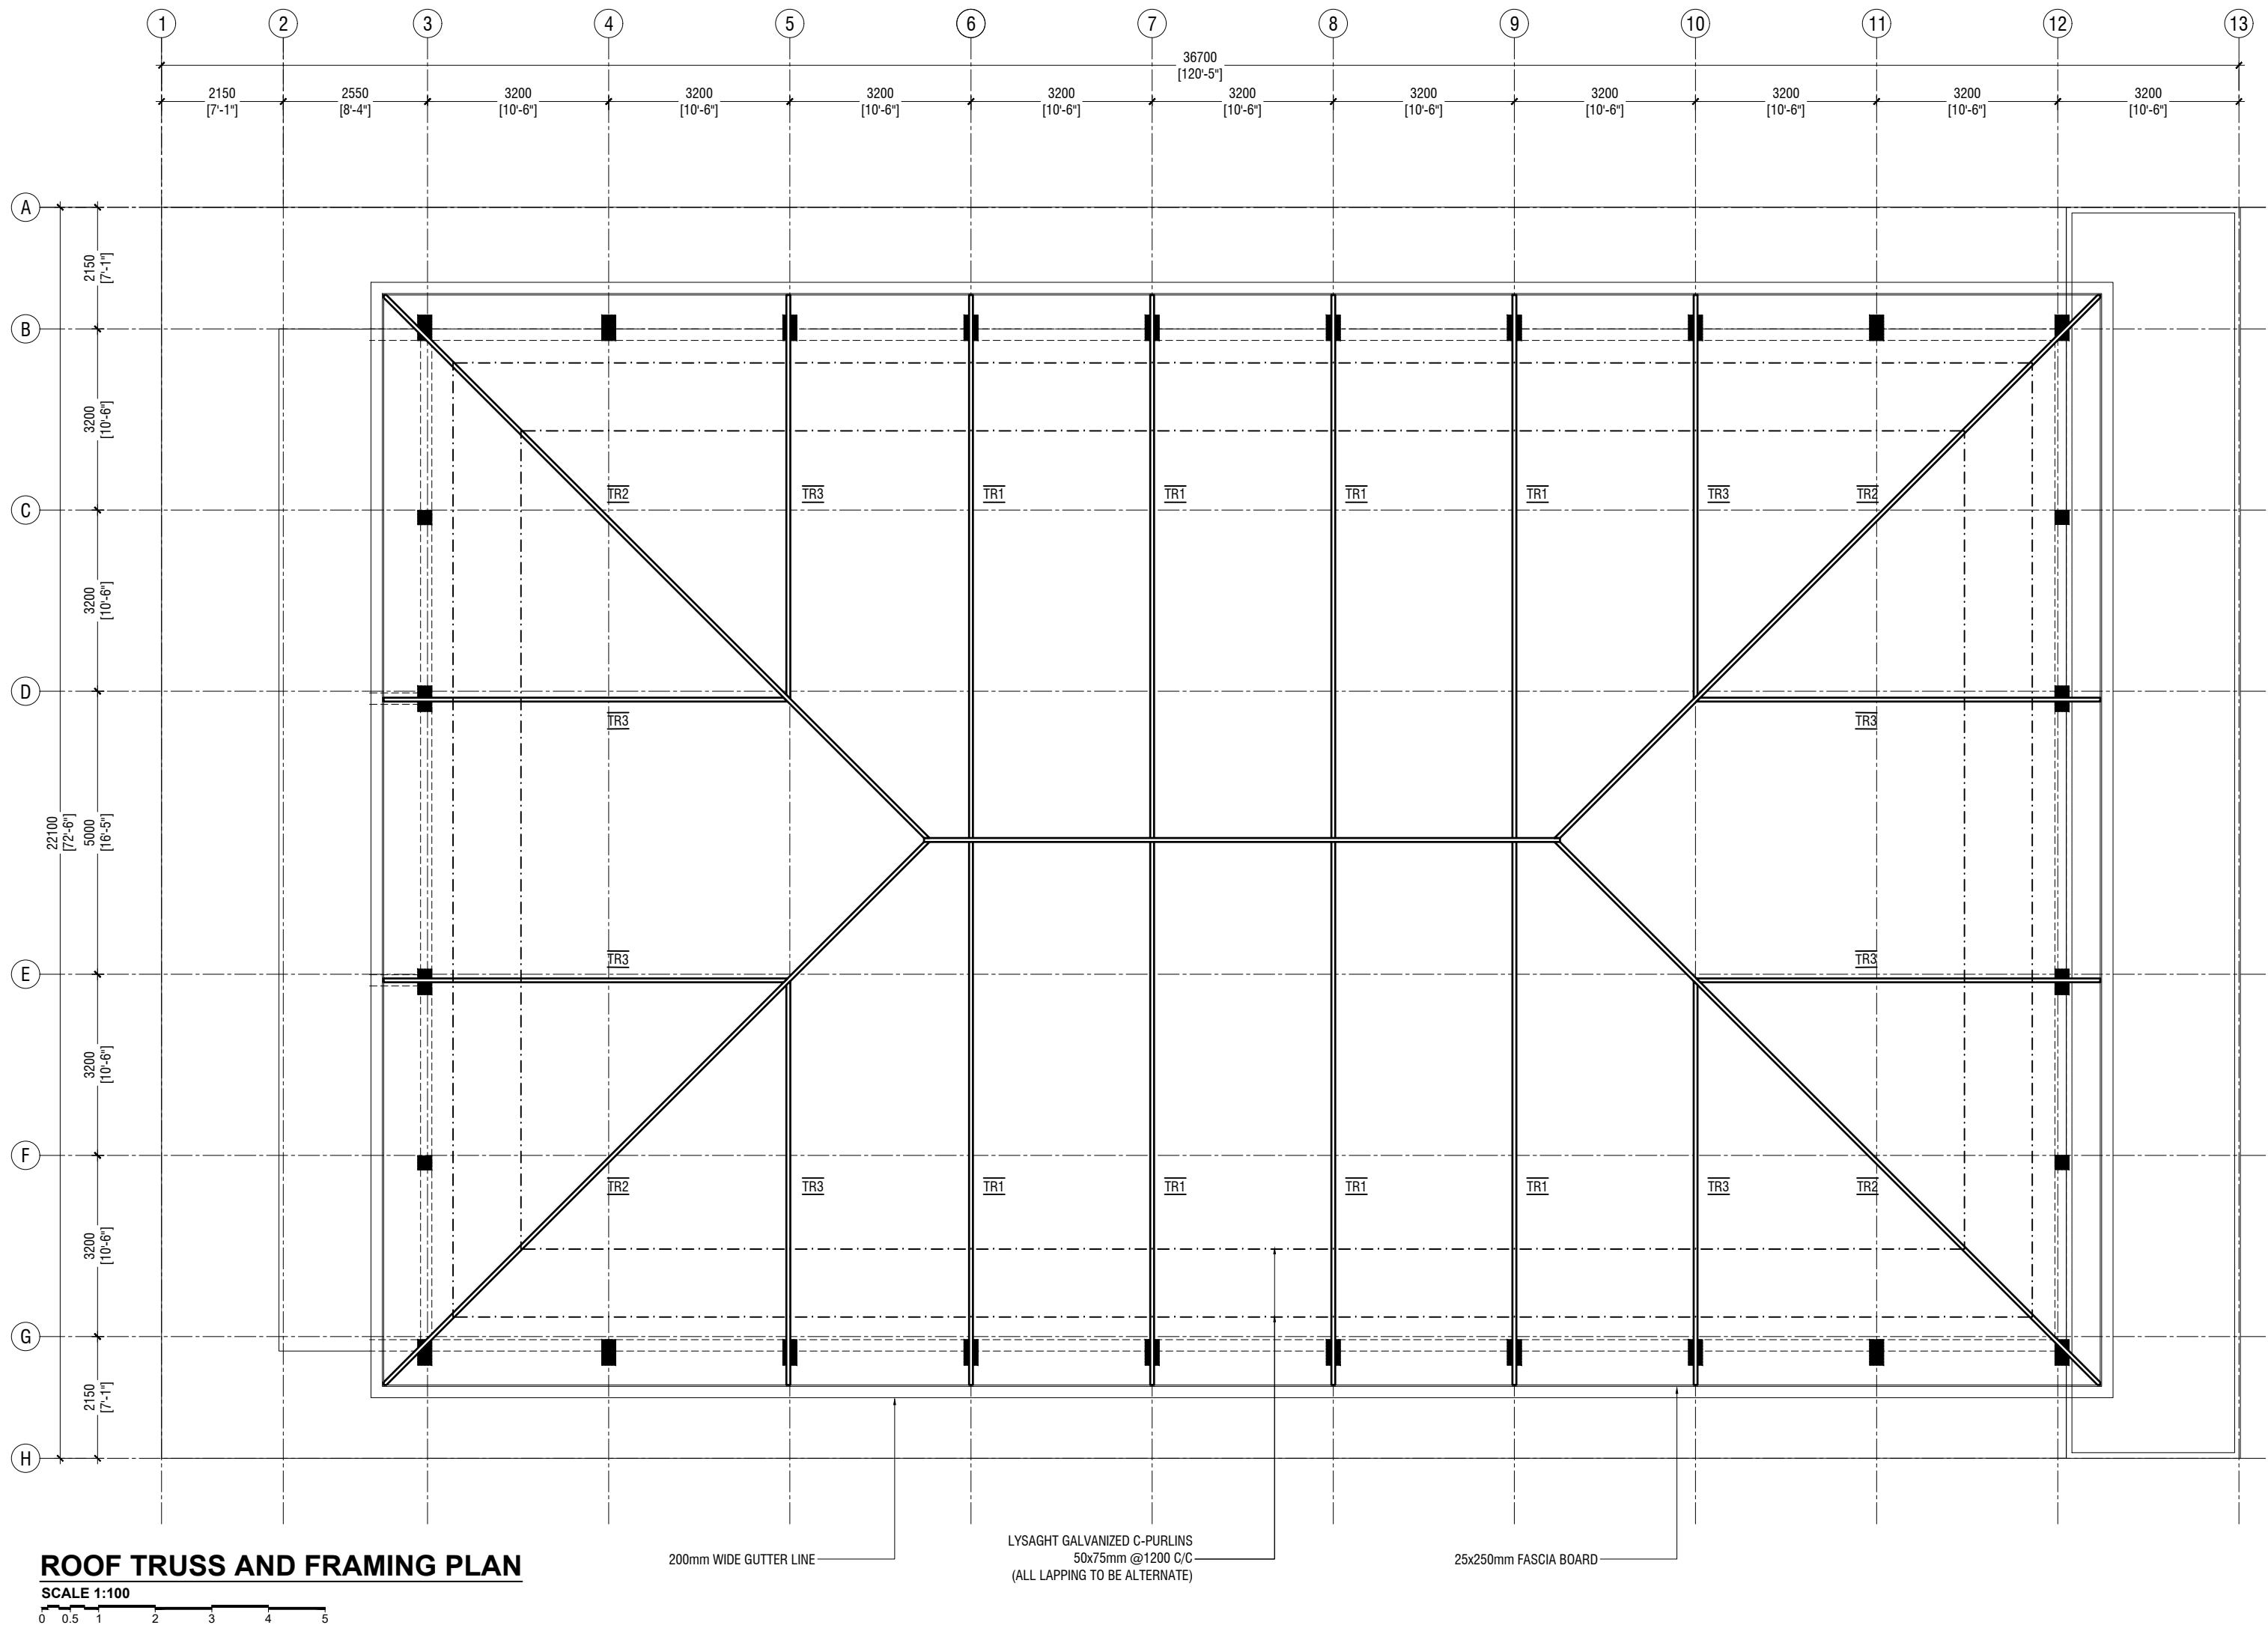 1 2 3 4 5 6 7 8 9 10 11 12 13
36700
[120'-5"]
2150 2550 3200 3200 3200 3200 3200 3200 3200 3200 3200 3200
[7'-1"] [8'-4"] [10'-6"] [10'-6"] [10'-6"] [10'-6"] [10'-6"] [10'-6"] [10'-6"] [10'-6"] [10'-6"] [10'-6"]
A
2150
[7'-1"]
B
3200
[10'-6"]
TR2 TR3 TR1 TR1 TR1 TR1 TR3 TR2
C
3200
[10'-6"]
D
TR3 TR3
22100
[72'-6"]
5000
[16'-5"]
TR3 TR3
E
3200
[10'-6"]
F
TR2 TR3 TR1 TR1 TR1 TR1 TR3 TR2
3200
[10'-6"]
G
2150
[7'-1"]
H
200mm WIDE GUTTER LINE
LYSAGHT GALVANIZED C-PURLINS
50x75mm @1200 C/C
(ALL LAPPING TO BE ALTERNATE)
25x250mm FASCIA BOARD
ROOF TRUSS AND FRAMING PLAN
SCALE 1:100
0 0.5 1 2 3 4 5